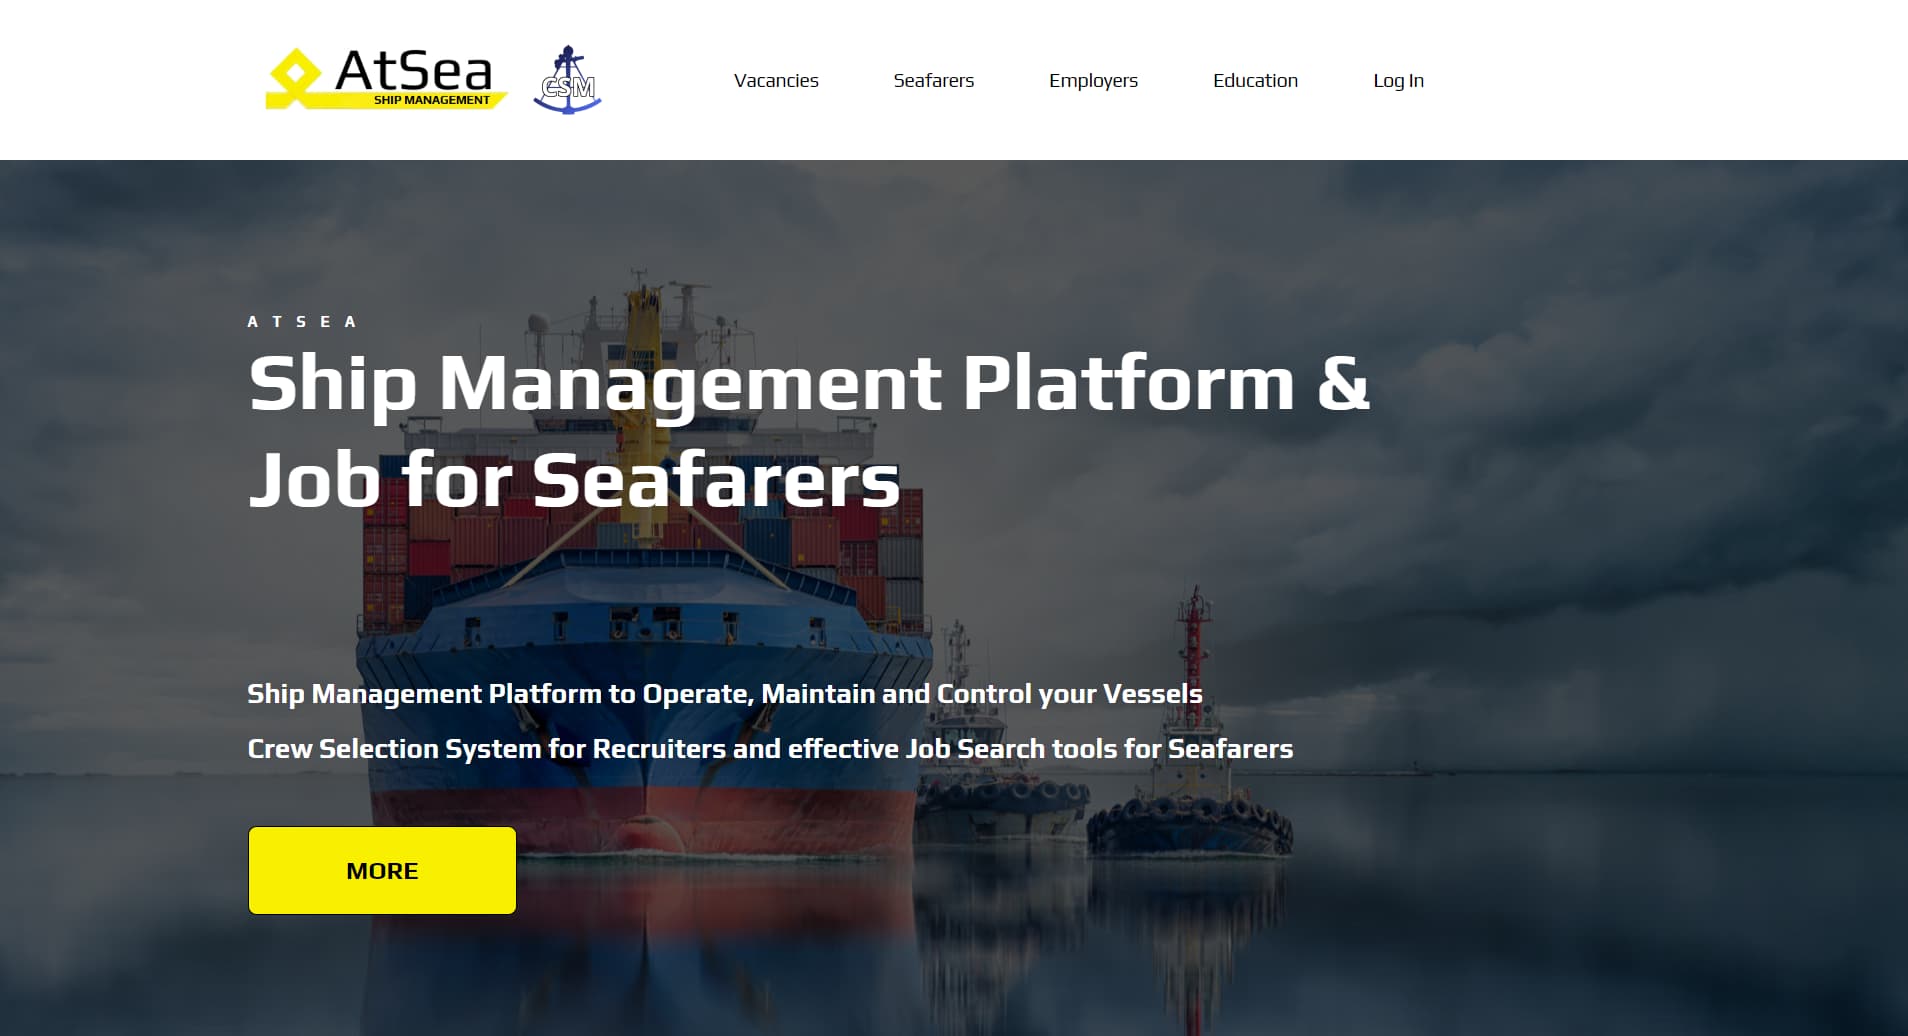 AtSea
SHIP MANAGEMENT
CSM
Vacancies
Seafarers
Employers
Education
Log In
ATSEA
Ship Management Platform &
Job for Seafarers
Ship Management Platform to Operate, Maintain and Control your Vessels
Crew Selection System for Recruiters and effective Job Search tools for Seafarers
MORE